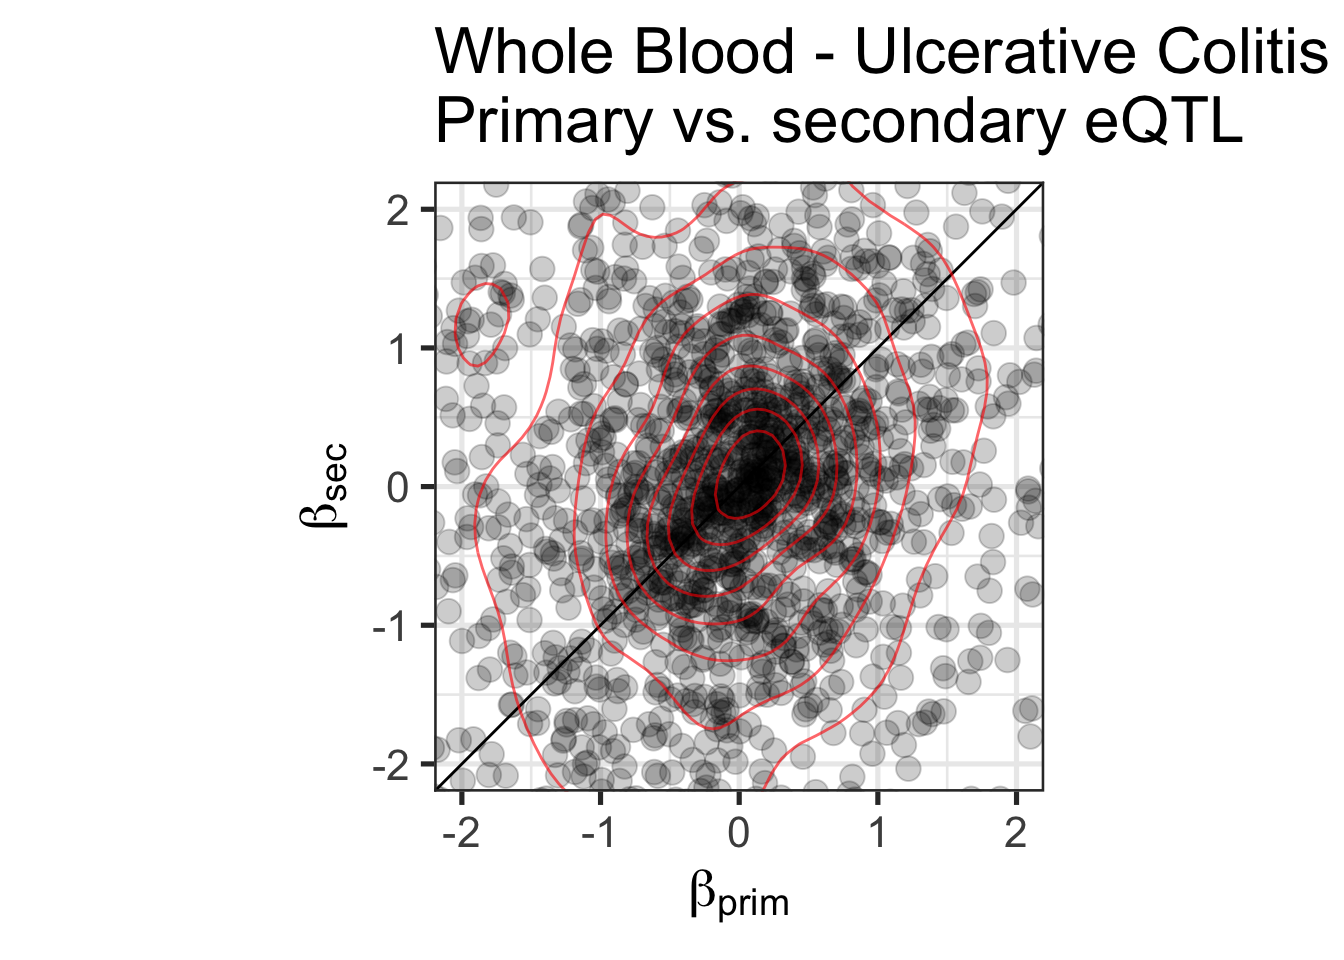 Whole Blood - Ulcerative Colitis
Primary vs. secondary eQTL
2
1
0
-1
-2
βsec
-2 -1 0 1 2
βprim